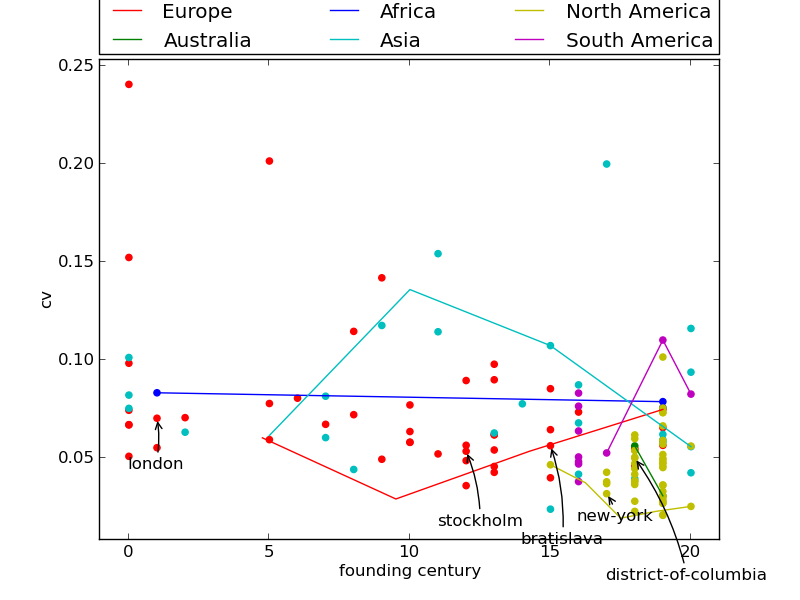 Europe Africa North America
Australia Asia South America
0.25
0.20
0.15
cv
0.10
0.05
london
stockholm
new-york
bratislava
0 5 10 15 20
founding century
district-of-columbia